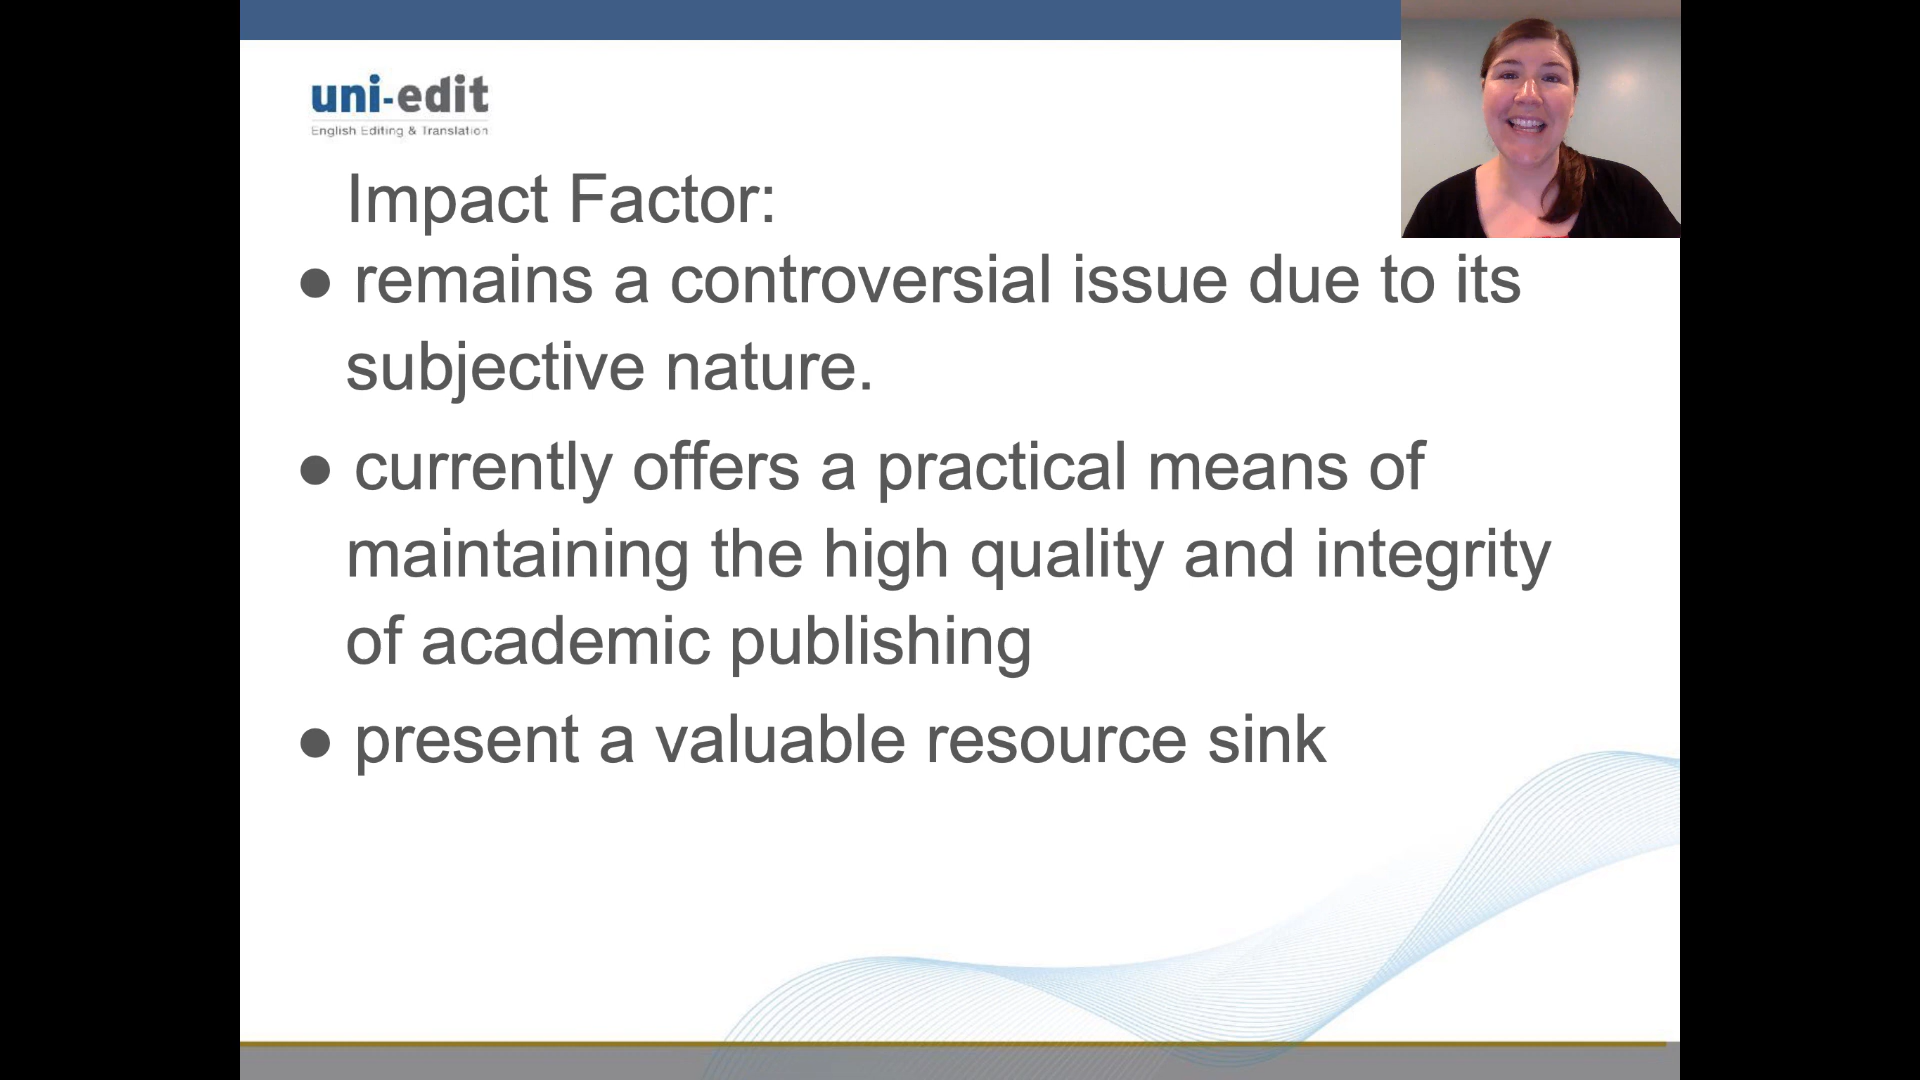 uni-edit
English Editing & Translation
Impact Factor:
● remains a controversial issue due to its
subjective nature.
● currently offers a practical means of
maintaining the high quality and integrity
of academic publishing
● present a valuable resource sink